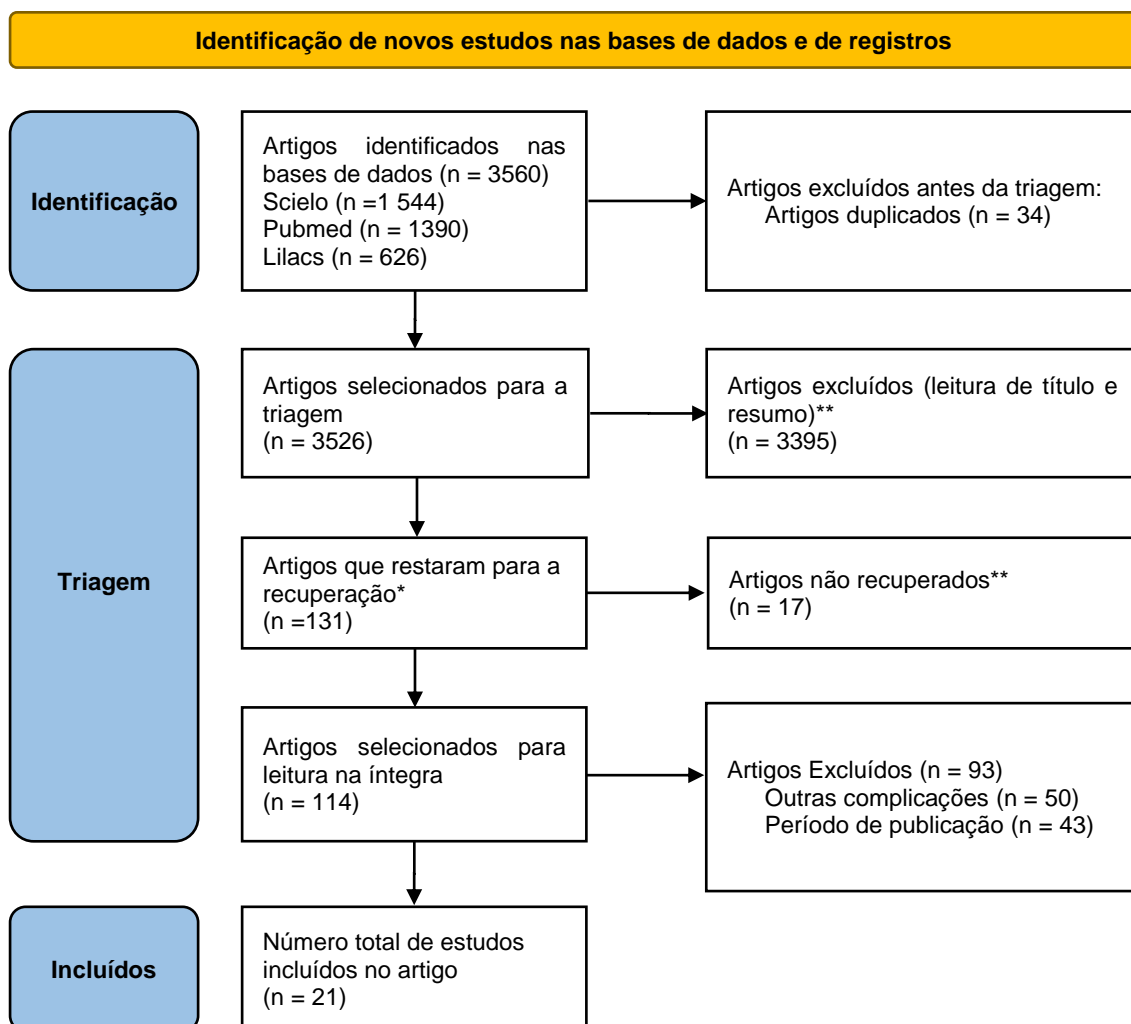 Identificação de novos estudos nas bases de dados e de registros
Identificação
Artigos identificados nas
bases de dados (n = 3560)
Scielo (n =1 544)
Pubmed (n = 1390)
Lilacs (n = 626)
Artigos excluídos antes da triagem:
Artigos duplicados (n = 34)
Triagem
Artigos selecionados para a
triagem
(n = 3526)
Artigos excluídos (leitura de título e
resumo)**
(n = 3395)
Artigos que restaram para a
recuperação*
(n =131)
Artigos não recuperados**
(n = 17)
Artigos selecionados para
leitura na íntegra
(n = 114)
Artigos Excluídos (n = 93)
Outras complicações (n = 50)
Período de publicação (n = 43)
Incluídos
Número total de estudos
incluídos no artigo
(n = 21)